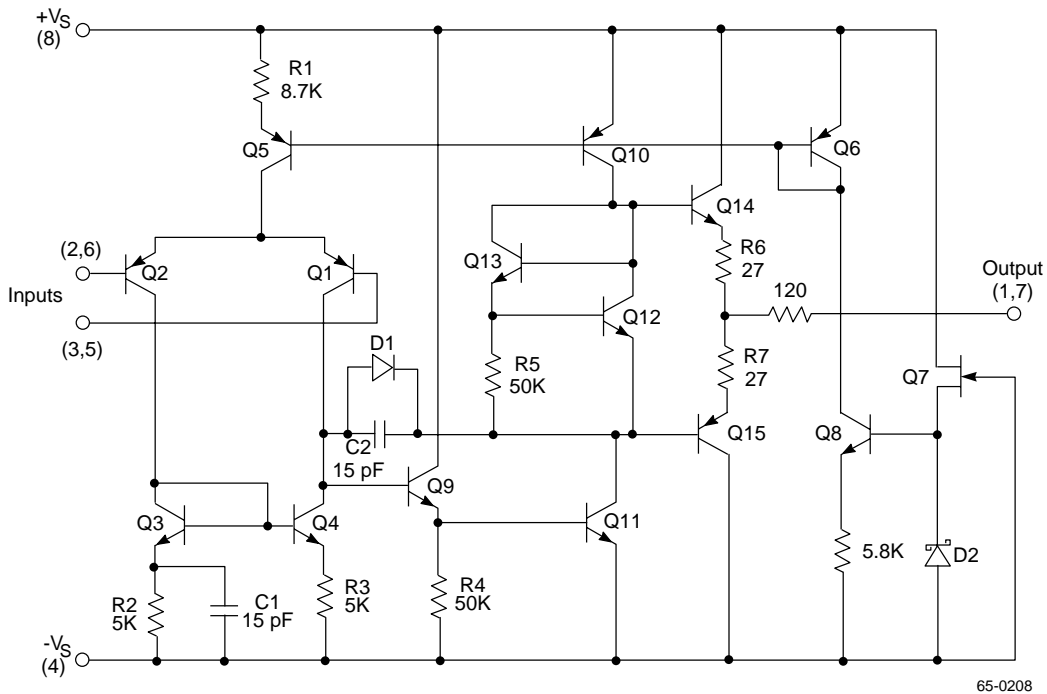 +VS
(8)
R1
8.7K
Q5
Q10
Q6
(2,6)
Q2
Q1
Inputs
(3,5)
Q13
Q12
Q14
R6
27
120
Output
(1,7)
D1
R5
50K
R7
27
Q7
C2
15 pF
Q15
Q8
Q3
Q4
Q9
Q11
5.8K
D2
R2
5K
C1
15 pF
R3
5K
R4
50K
-VS
(4)
65-0208